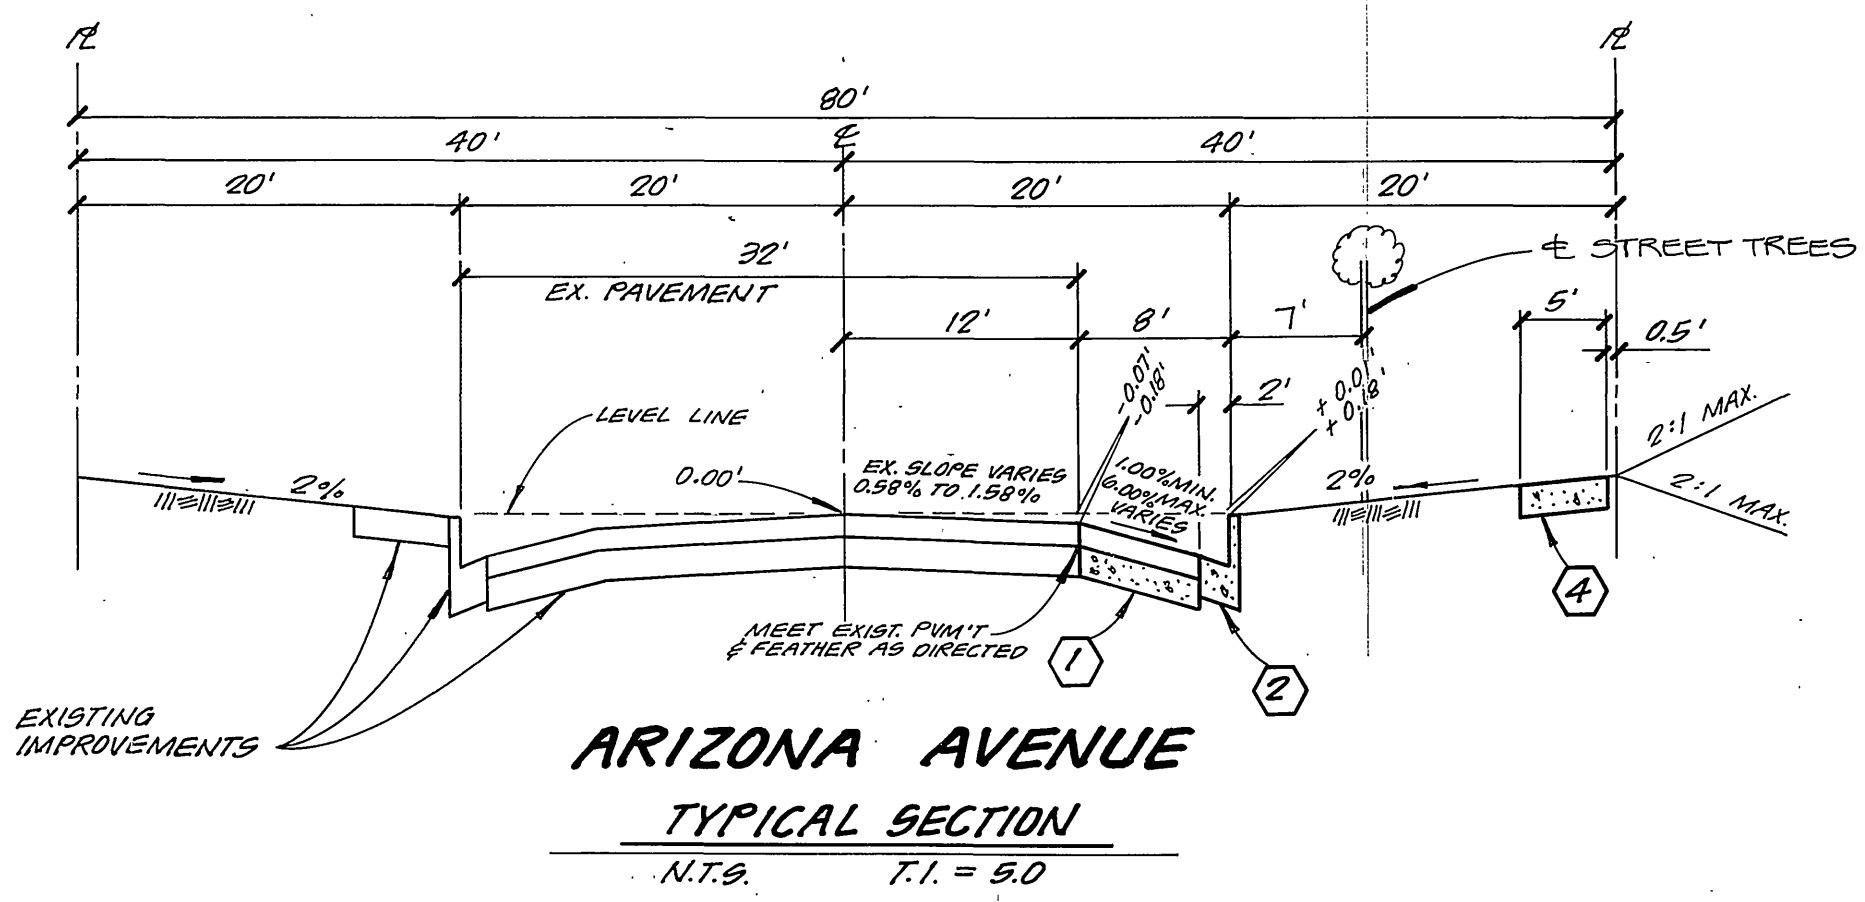 ℄ ℄
80'
40' ℄ 40'
20' 20' 20' 20'
32'
EX. PAVEMENT
℄ STREET TREES
12' 8' 7' 5' 0.5'
-0.07'
-0.18'
2'
+0.18'
LEVEL LINE
0.00'
EX. SLOPE VARIES
0.58% TO 1.58%
1.00% MIN.
6.00% MAX.
VARIES
2%
2%
2:1 MAX.
2:1 MAX.
MEET EXIST. PVM'T
& FEATHER AS DIRECTED
1
2
4
EXISTING
IMPROVEMENTS
ARIZONA AVENUE
TYPICAL SECTION
N.T.S. T.I. = 5.0